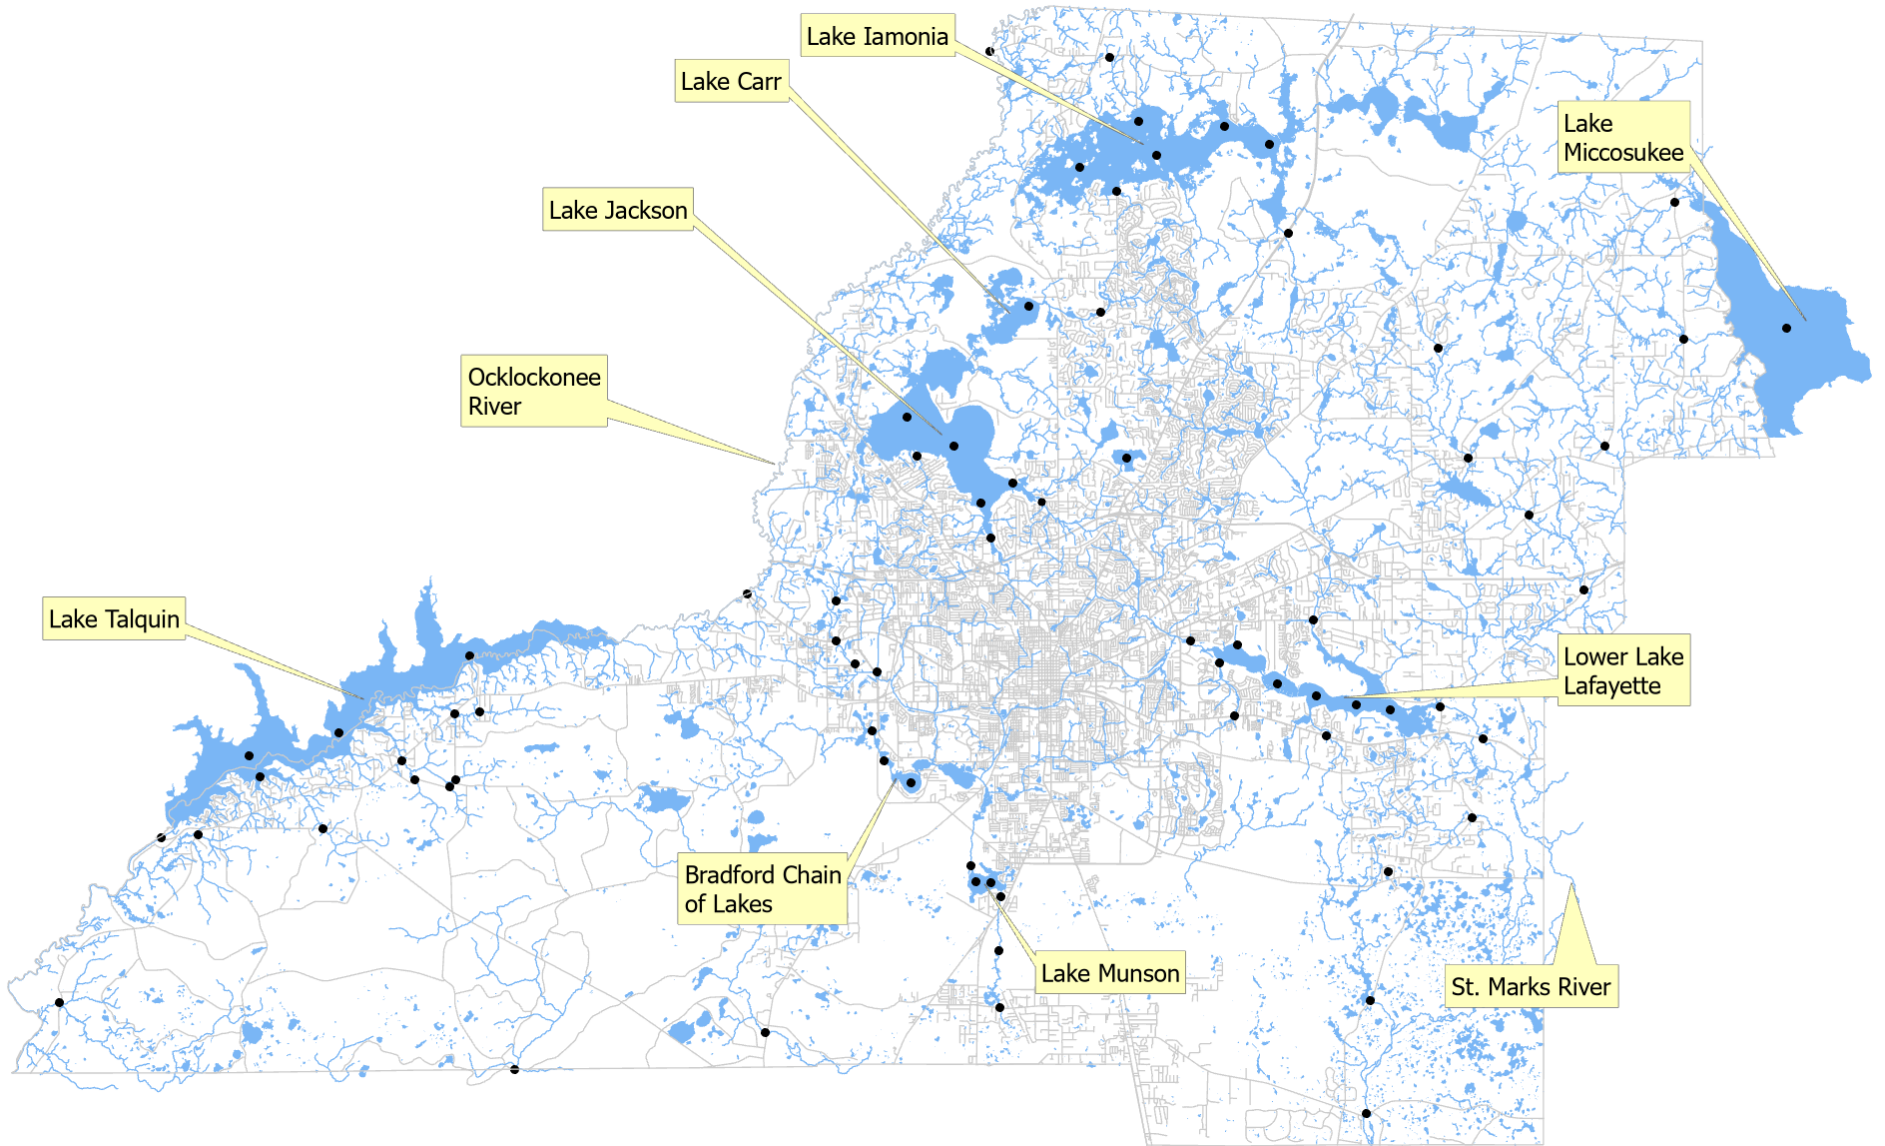 Lake Iamonia
Lake Carr
Lake
Miccosukee
Lake Jackson
Ocklockonee
River
Lake Talquin
Lower Lake
Lafayette
Bradford Chain
of Lakes
Lake Munson
St. Marks River